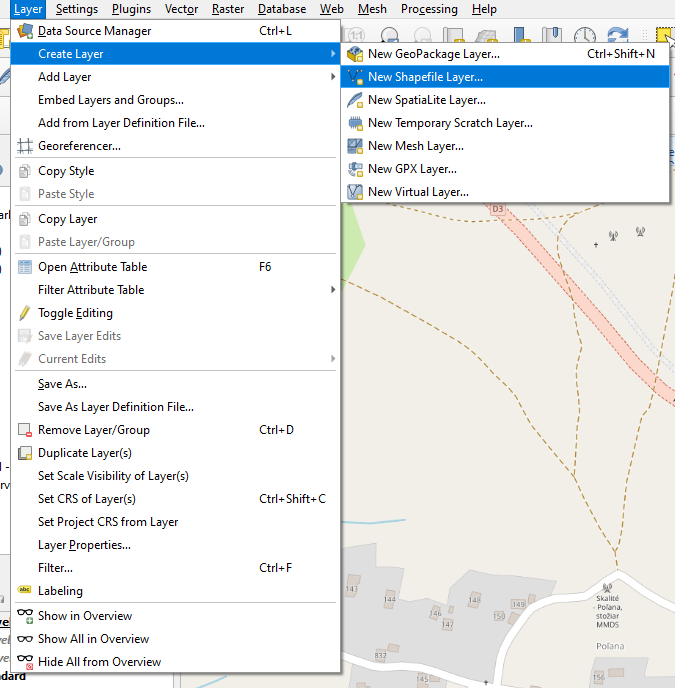 Layer Settings Plugins Vector Raster Database Web Mesh Processing Help
Data Source Manager Ctrl+L
Create Layer
Add Layer
Embed Layers and Groups...
Add from Layer Definition File...
Georeferencer...
Copy Style
Paste Style
Copy Layer
Paste Layer/Group
Open Attribute Table F6
Filter Attribute Table
Toggle Editing
Save Layer Edits
Current Edits
Save As...
Save As Layer Definition File...
Remove Layer/Group Ctrl+D
Duplicate Layer(s)
Set Scale Visibility of Layer(s)
Set CRS of Layer(s) Ctrl+Shift+C
Set Project CRS from Layer
Layer Properties...
Filter... Ctrl+F
Labeling
Show in Overview
Show All in Overview
Hide All from Overview
New GeoPackage Layer... Ctrl+Shift+N
New Shapefile Layer...
New SpatiaLite Layer...
New Temporary Scratch Layer...
New Mesh Layer...
New GPX Layer...
New Virtual Layer...
D3
143
144
146
147
148
149
150
832
156
155
Skalité
- Poľana,
stožiar
MMDS
Poľana